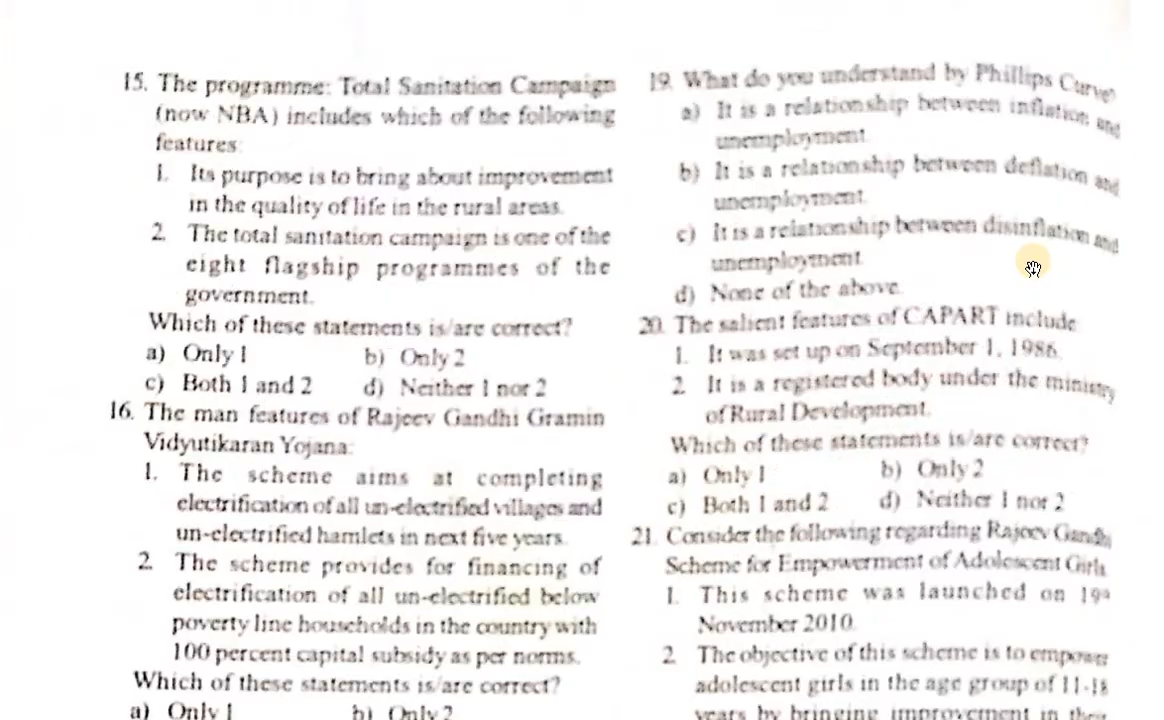 15. The programme: Total Sanitation Campaign
(now NBA) includes which of the following
features:
1. Its purpose is to bring about improvement
in the quality of life in the rural areas.
2. The total sanitation campaign is one of the
eight flagship programmes of the
government.
Which of these statements is/are correct?
a) Only 1 b) Only 2
c) Both 1 and 2 d) Neither 1 nor 2
16. The man features of Rajeev Gandhi Gramin
Vidyutikaran Yojana:
1. The scheme aims at completing
electrification of all un-electrified villages and
un-electrified hamlets in next five years.
2. The scheme provides for financing of
electrification of all un-electrified below
poverty line households in the country with
100 percent capital subsidy as per norms.
Which of these statements is/are correct?
a) Only 1 b) Only 2
19. What do you understand by Phillips Curve
a) It is a relationship between inflation and
unemployment.
b) It is a relationship between deflation and
unemployment.
c) It is a relationship between disinflation and
unemployment
d) None of the above.
20. The salient features of CAPART include
1. It was set up on September 1, 1986.
2. It is a registered body under the ministry
of Rural Development.
Which of these statements is/are correct?
a) Only 1 b) Only 2
c) Both 1 and 2 d) Neither 1 nor 2
21. Consider the following regarding Rajeev Gandhi
Scheme for Empowerment of Adolescent Girls
1. This scheme was launched on 19th
November 2010.
2. The objective of this scheme is to empower
adolescent girls in the age group of 11-18
years by bringing improvement in their